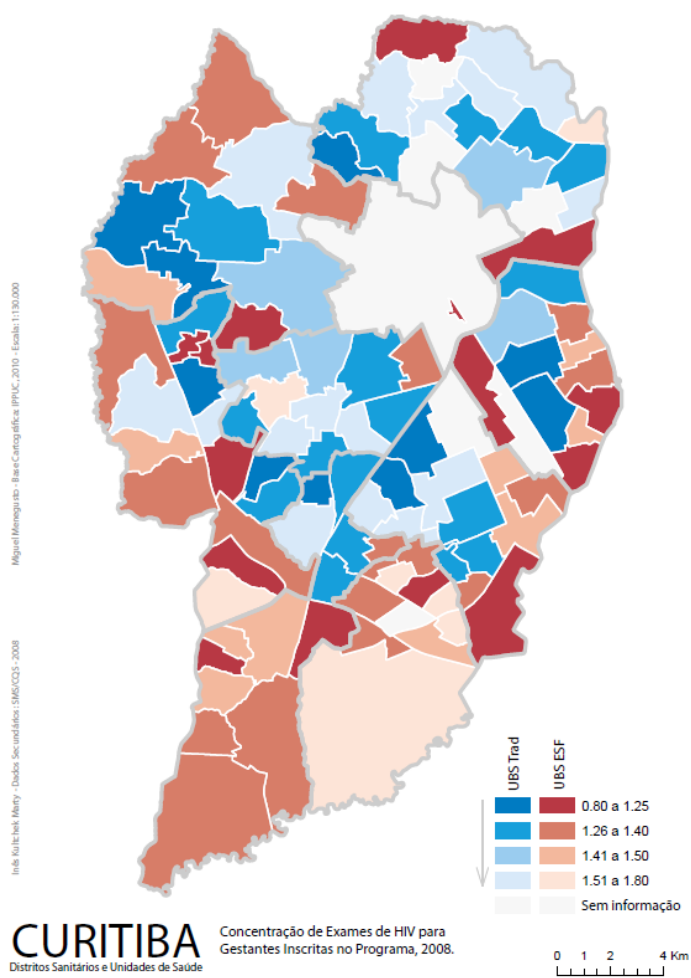 Miguel Menegusto - Base Cartográfica: IPPUC, 2010 - Escala: 1:130.000
Inês Kultchek Marty - Dados Secundários: SMS/CQS - 2008
UBS Trad
UBS ESF
0.80 a 1.25
1.26 a 1.40
1.41 a 1.50
1.51 a 1.80
Sem informação
CURITIBA
Distritos Sanitários e Unidades de Saúde
Concentração de Exames de HIV para
Gestantes Inscritas no Programa, 2008.
0 1 2 4 Km